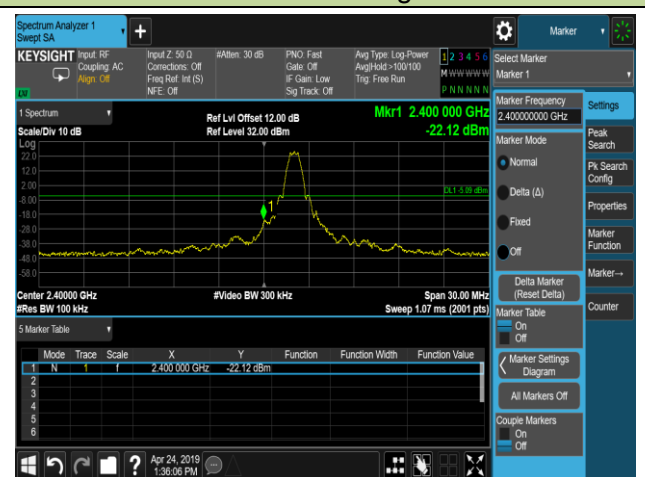 Spectrum Analyzer 1
Swept SA
+
Marker
KEYSIGHT
Input: RF
Coupling: AC
Align: Off
Input Z: 50 Ω
Corrections: Off
Freq Ref: Int (S)
NFE: Off
#Atten: 30 dB
PNO: Fast
Gate: Off
IF Gain: Low
Sig Track: Off
Avg Type: Log-Power
Avg|Hold:>100/100
Trig: Free Run
1 2 3 4 5 6
M W W W W W
P N N N N N
Select Marker
Marker 1
1 Spectrum
Scale/Div 10 dB
Ref Lvl Offset 12.00 dB
Ref Level 32.00 dBm
Mkr1 2.400 000 GHz
-22.12 dBm
Log
22.0
12.0
2.00
-8.00
-18.0
-28.0
-38.0
-48.0
-58.0
DL1 -5.09 dBm
1
Center 2.40000 GHz
#Res BW 100 kHz
#Video BW 300 kHz
Span 30.00 MHz
Sweep 1.07 ms (2001 pts)
5 Marker Table
Mode Trace Scale X Y Function Function Width Function Value
1 N 1 f 2.400 000 GHz -22.12 dBm
2
3
4
5
6
Marker Frequency
2.40000000 GHz
Marker Mode
Normal
Delta (Δ)
Fixed
Off
Delta Marker
(Reset Delta)
Marker Table
On
Off
Marker Settings
Diagram
All Markers Off
Couple Markers
On
Off
Settings
Peak
Search
Pk Search
Config
Properties
Marker
Function
Marker→
Counter
?
Apr 24, 2019
1:36:06 PM